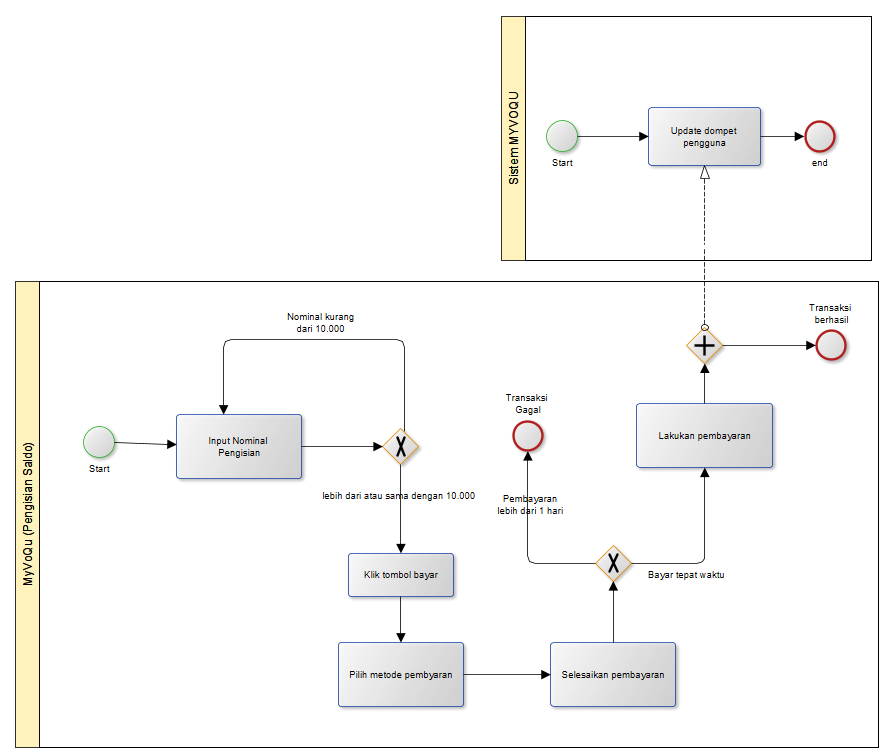 Sistem MYVOQU
Start
Update dompet
pengguna
end
MyVoQu (Pengisian Saldo)
Nominal kurang
dari 10.000
Start
Input Nominal
Pengisian
lebih dari atau sama dengan 10.000
Klik tombol bayar
Pilih metode pembyaran
Selesaikan pembayaran
Transaksi
Gagal
Pembayaran
lebih dari 1 hari
Bayar tepat waktu
Lakukan pembayaran
Transaksi
berhasil